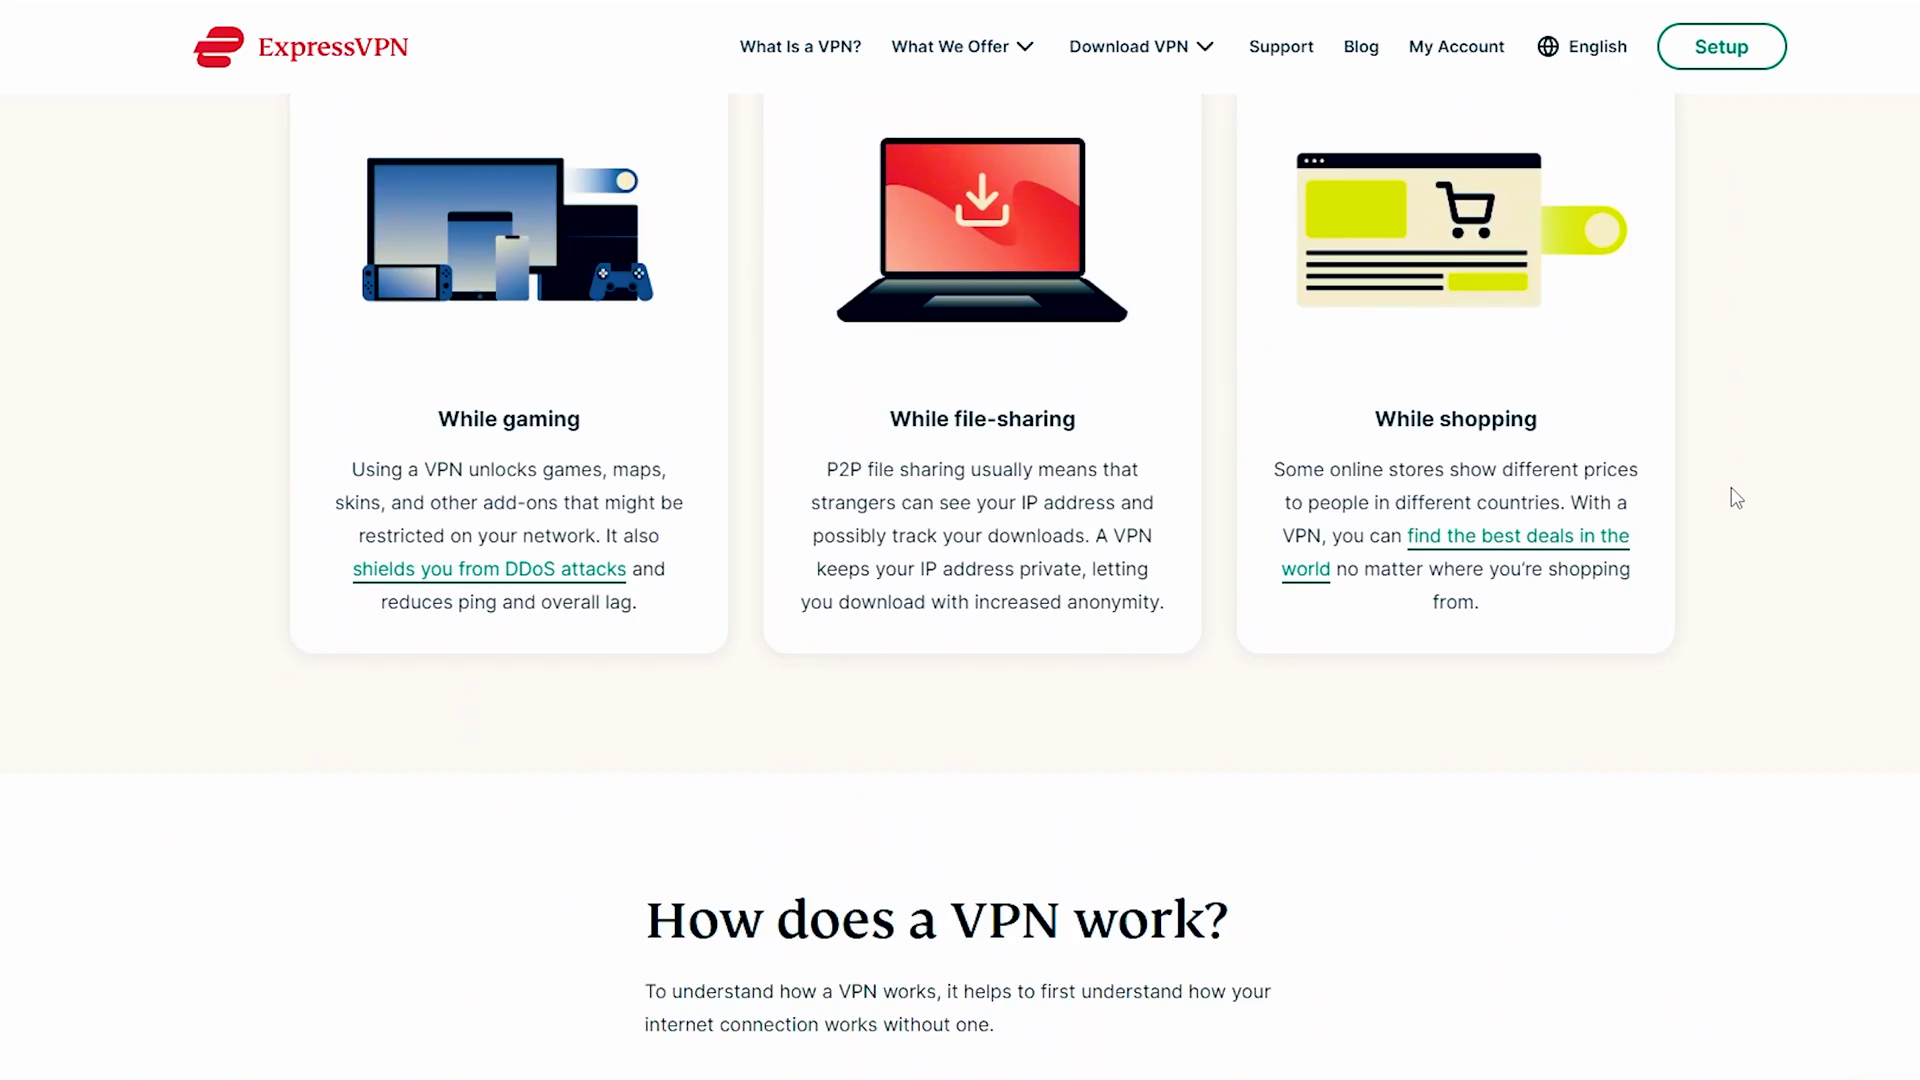 ExpressVPN
What Is a VPN?
What We Offer
Download VPN
Support
Blog
My Account
English
Setup
While gaming
Using a VPN unlocks games, maps,
skins, and other add-ons that might be
restricted on your network. It also
shields you from DDoS attacks and
reduces ping and overall lag.
While file-sharing
P2P file sharing usually means that
strangers can see your IP address and
possibly track your downloads. A VPN
keeps your IP address private, letting
you download with increased anonymity.
While shopping
Some online stores show different prices
to people in different countries. With a
VPN, you can find the best deals in the
world no matter where you’re shopping
from.
How does a VPN work?
To understand how a VPN works, it helps to first understand how your
internet connection works without one.